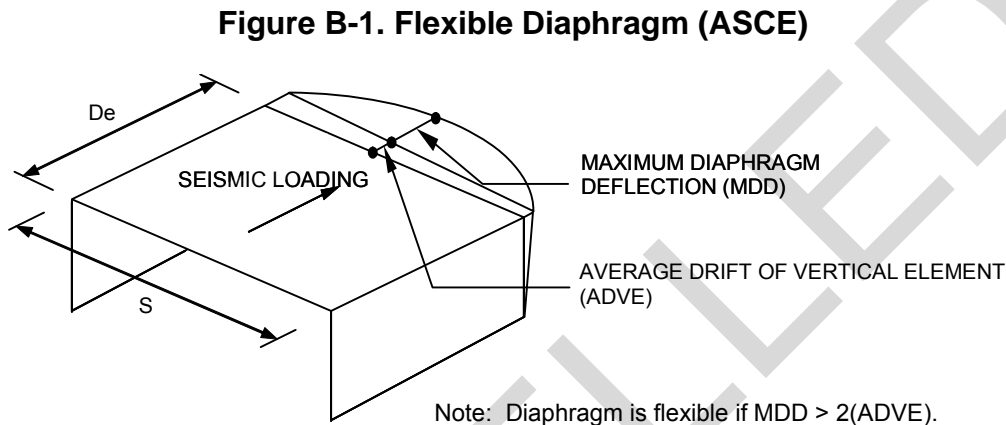 Figure B-1. Flexible Diaphragm (ASCE)
De
SEISMIC LOADING
MAXIMUM DIAPHRAGM
DEFLECTION (MDD)
AVERAGE DRIFT OF VERTICAL ELEMENT
(ADVE)
S
Note: Diaphragm is flexible if MDD > 2(ADVE).